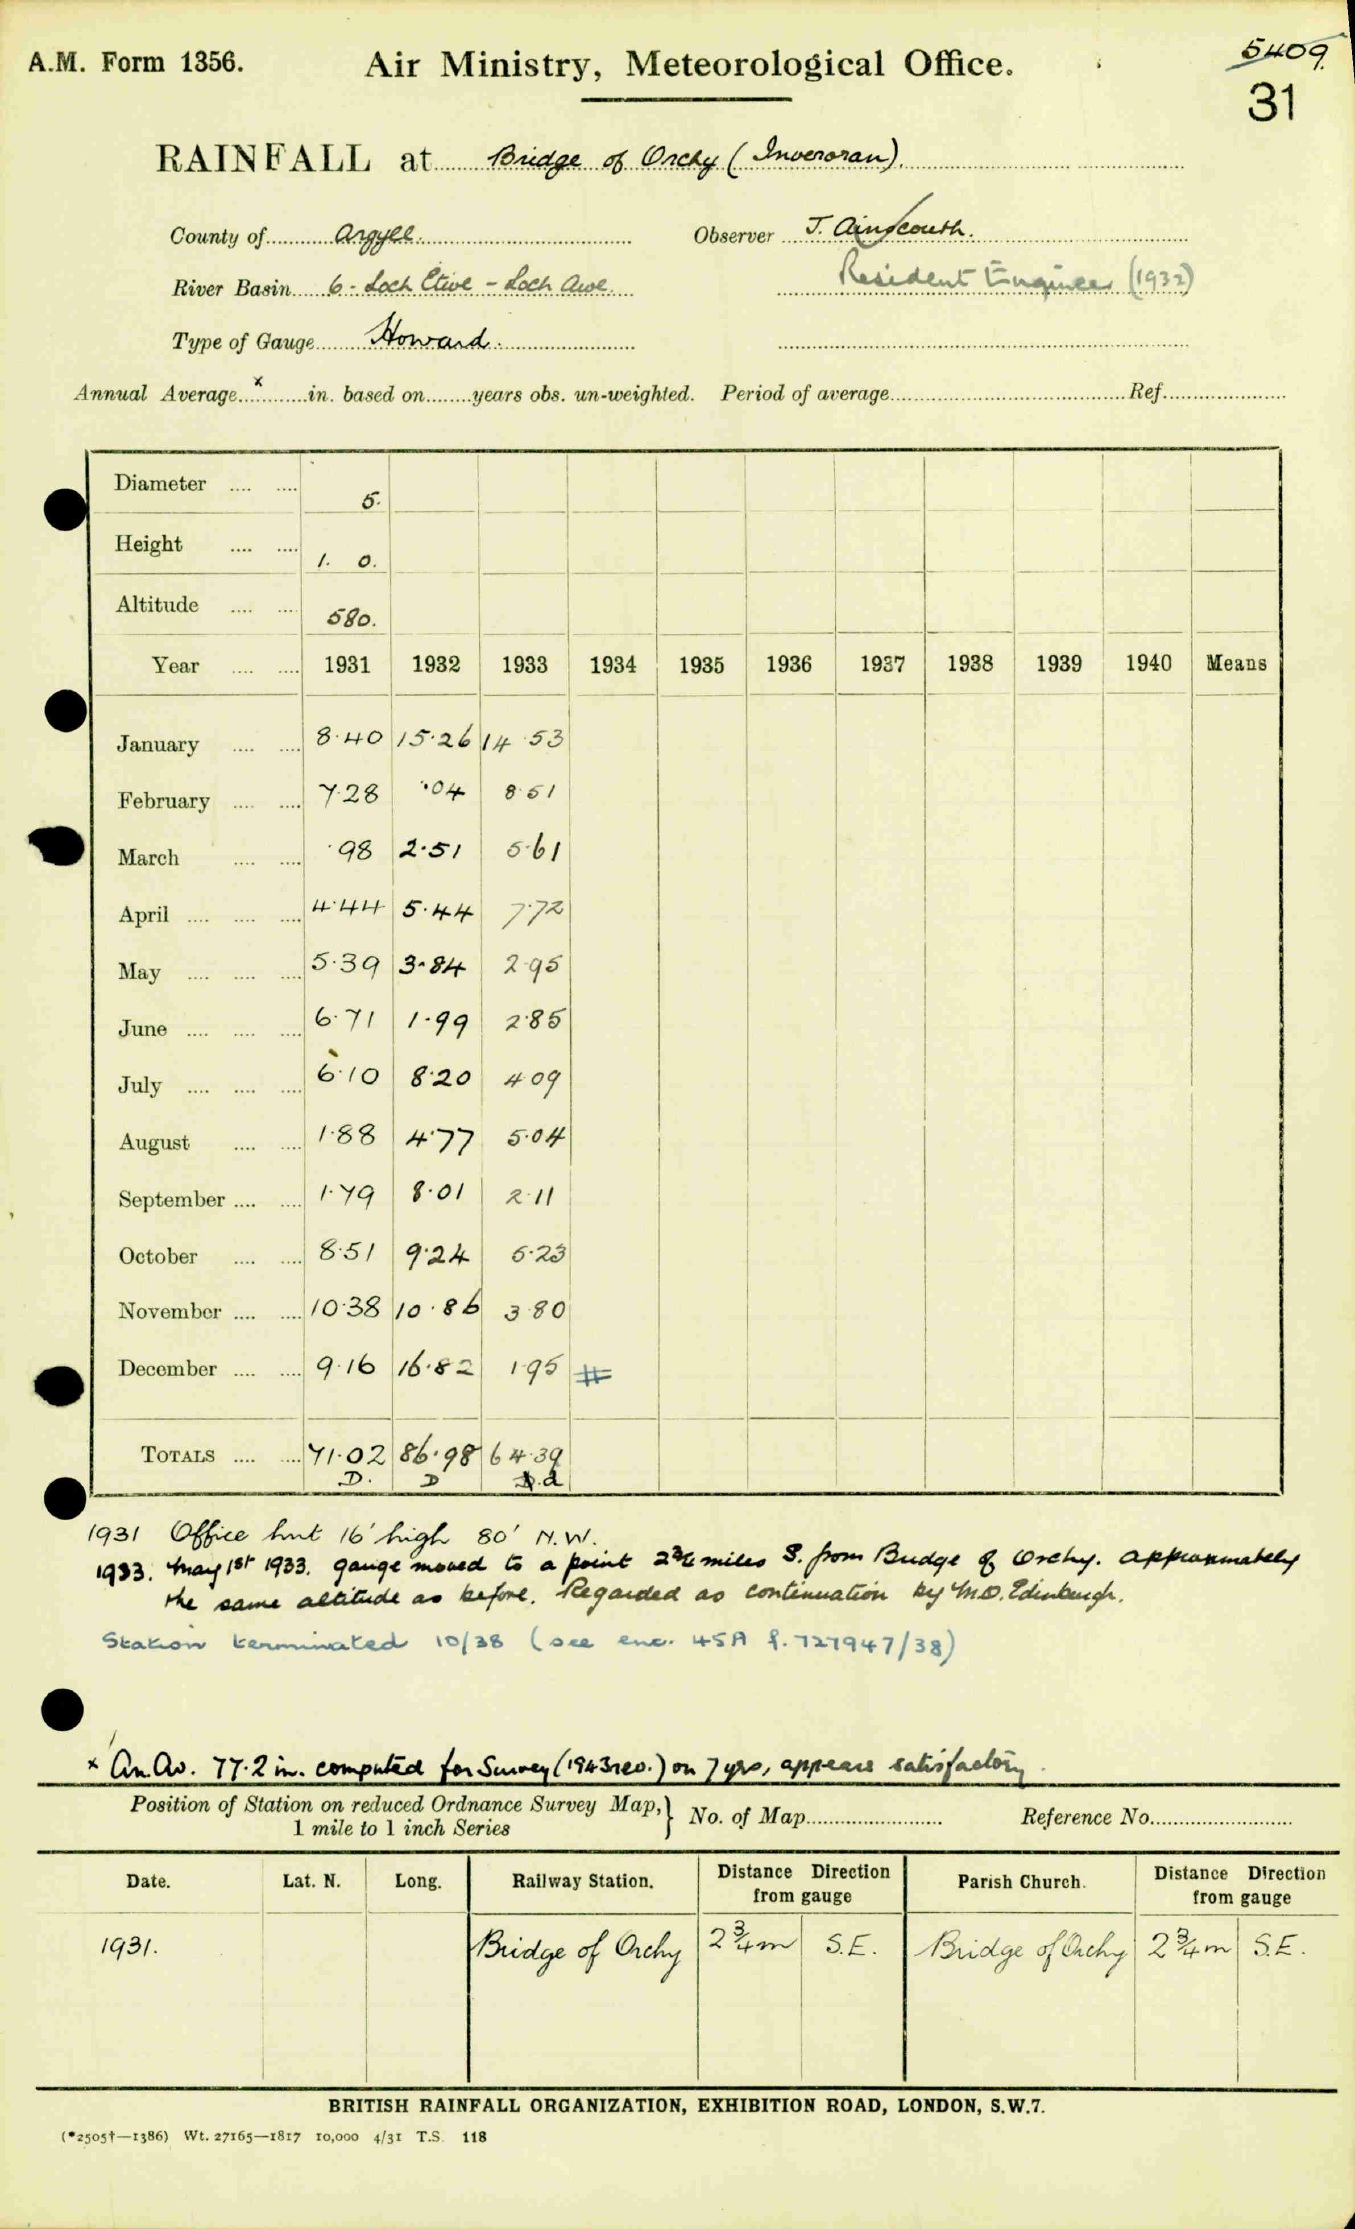 A.M. Form 1356.
Air Ministry, Meteorological Office.
5409.
31
RAINFALL at Bridge of Orchy (Inveroran).
County of Argyll.
Observer J. Ainscouth.
River Basin 6 - Loch Etive - Loch Awe.
Resident Engineer (1932)
Type of Gauge Howard.
Annual Average x in. based on years obs. un-weighted. Period of average Ref.
Diameter 5.
Height 1. 0.
Altitude 580.
Year 1931 1932 1933 1934 1935 1936 1937 1938 1939 1940 Means
January 8.40 15.26 14.53
February 7.28 .04 8.51
March .98 2.51 5.61
April 4.44 5.44 7.72
May 5.39 3.84 2.95
June 6.71 1.99 2.85
July 6.10 8.20 4.09
August 1.88 4.77 5.04
September 1.79 8.01 2.11
October 8.51 9.24 5.23
November 10.38 10.86 3.80
December 9.16 16.82 1.95 #
TOTALS 71.02 86.98 64.39
D. D d
1931 Office hut 16' high 80' N.W.
1933. May 1st 1933. gauge moved to a point 2¾ miles S. from Bridge of Orchy. approximately
the same altitude as before. Regarded as continuation by M.O. Edinburgh.
Station terminated 10/38 (see enc. 45A f. 727947/38)
x An. Av. 77.2 in. computed for Survey (1943 rev.) on 7 yrs, appears satisfactory.
Position of Station on reduced Ordnance Survey Map, 1 mile to 1 inch Series } No. of Map Reference No.
Date. Lat. N. Long. Railway Station. Distance Direction from gauge Parish Church. Distance Direction from gauge
1931. Bridge of Orchy 2¾ m S.E. Bridge of Orchy 2¾ m S.E.
BRITISH RAINFALL ORGANIZATION, EXHIBITION ROAD, LONDON, S.W.7.
(*2505†—1386) Wt. 27165—1817 10,000 4/31 T.S. 118